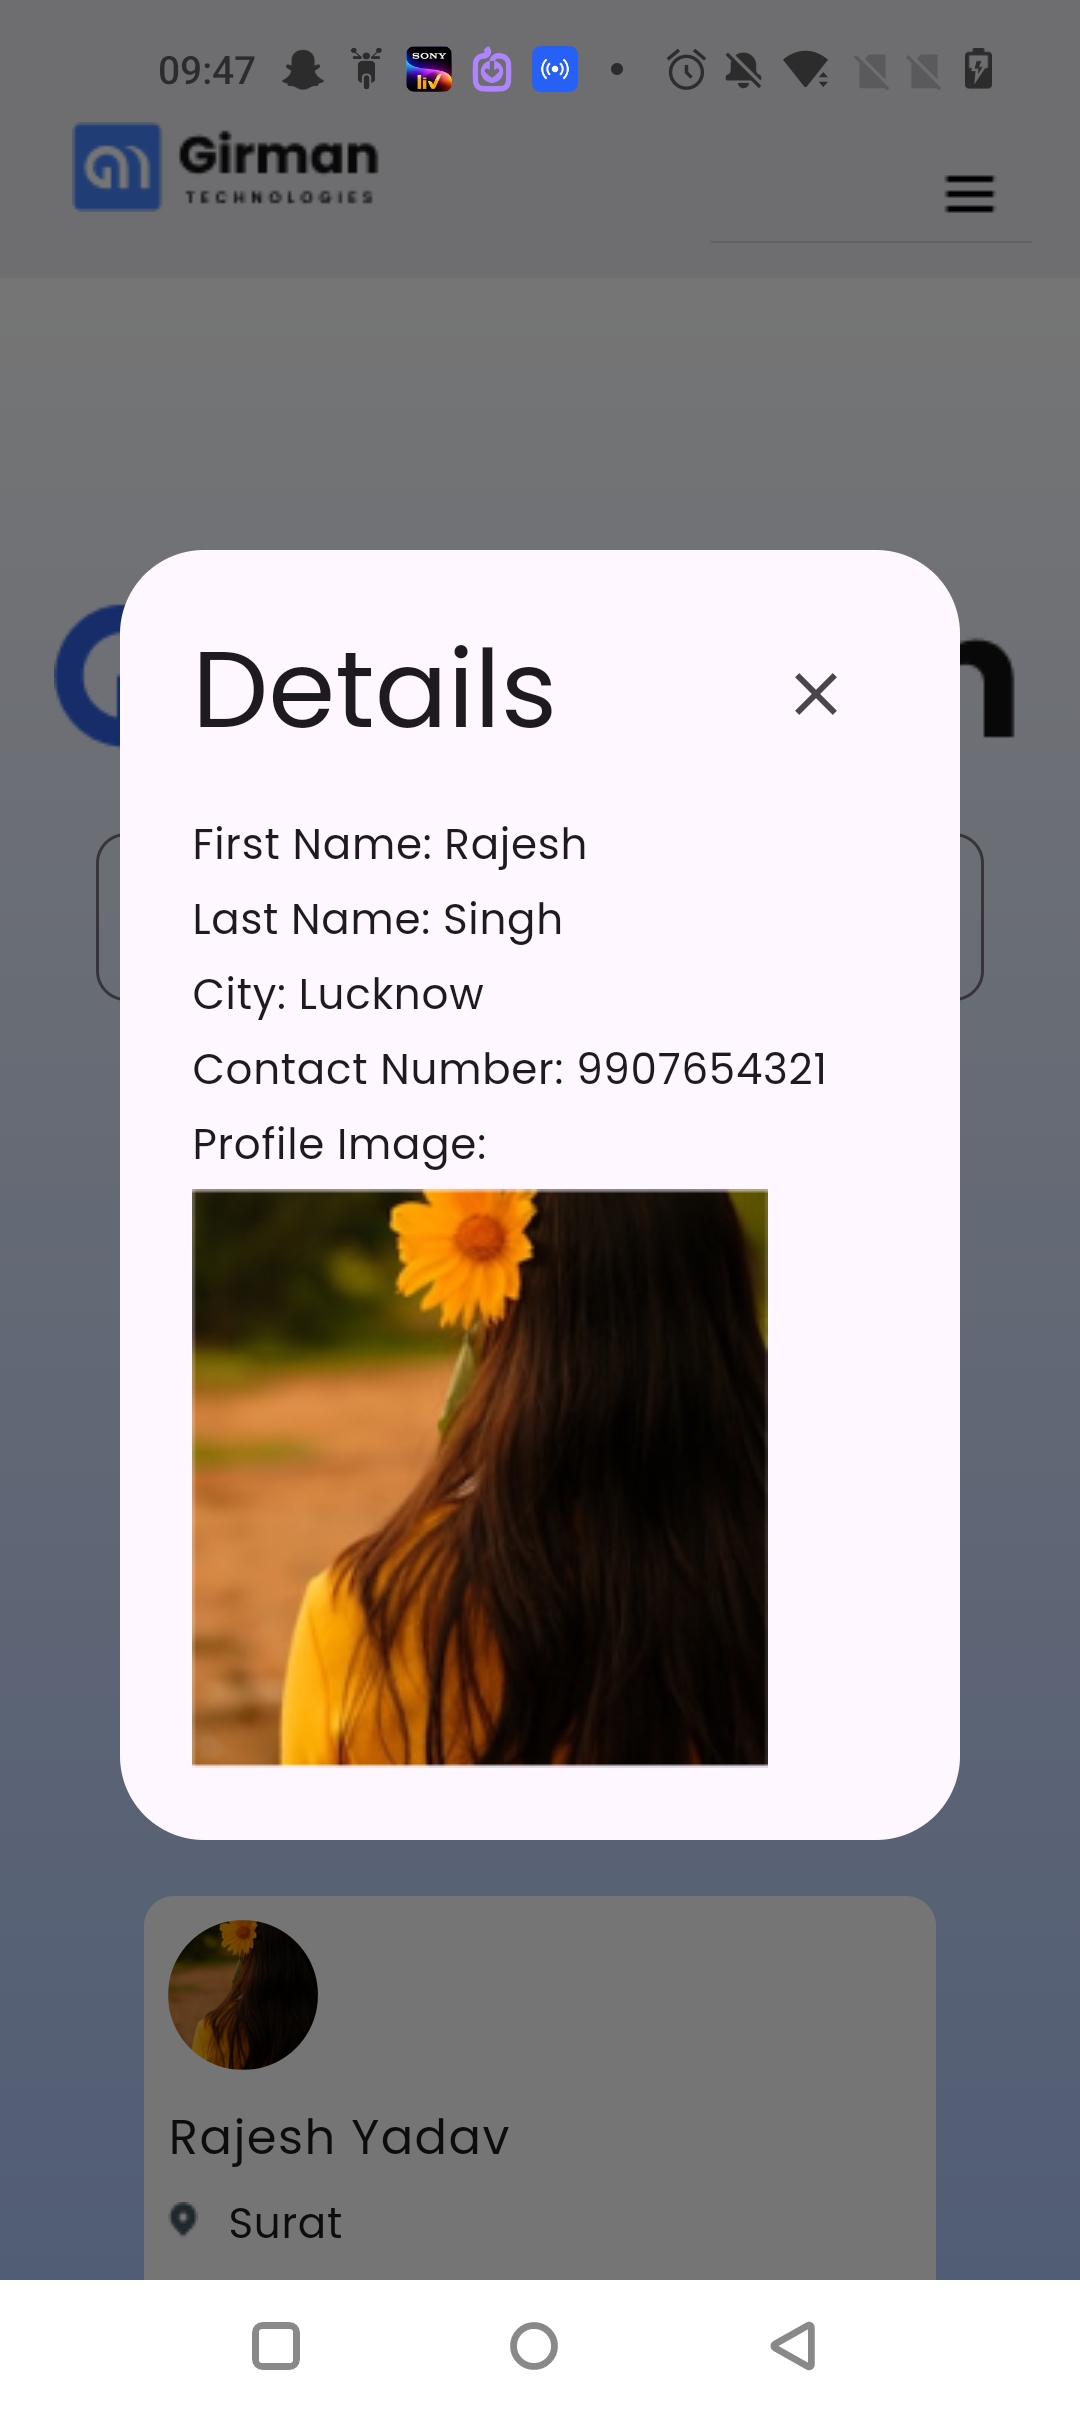 09:47
SONY
liv
Girman
TECHNOLOGIES
Details
First Name: Rajesh
Last Name: Singh
City: Lucknow
Contact Number: 9907654321
Profile Image:
Rajesh Yadav
Surat